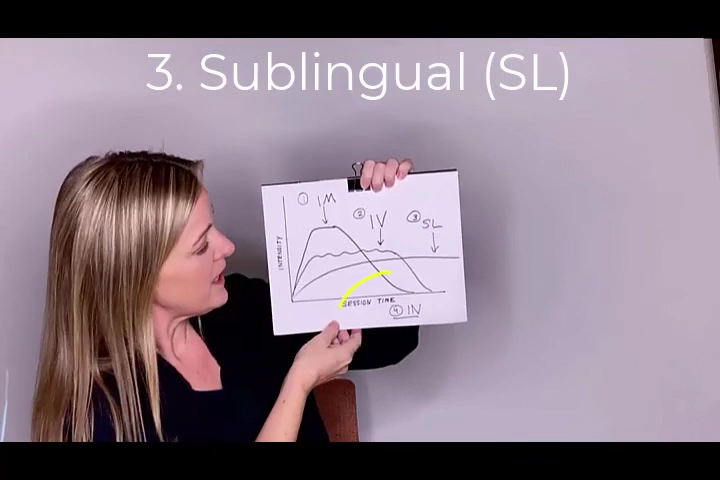 3. Sublingual (SL)
① IM
② IV
③ SL
INTENSITY
SESSION TIME
④ IN